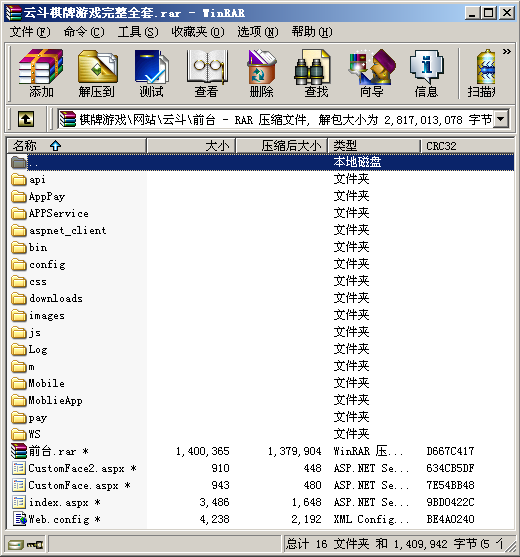 云斗棋牌游戏完整全套.rar - WinRAR
文件(F) 命令(C) 工具(S) 收藏夹(O) 选项(N) 帮助(H)
添加 解压到 测试 查看 删除 查找 向导 信息 扫描 »
棋牌游戏\网站\云斗\前台 - RAR 压缩文件, 解包大小为 2,817,013,078 字节
名称 大小 压缩后大小 类型 CRC32
.. 本地磁盘
api 文件夹
AppPay 文件夹
APPService 文件夹
aspnet_client 文件夹
bin 文件夹
config 文件夹
css 文件夹
downloads 文件夹
images 文件夹
js 文件夹
Log 文件夹
m 文件夹
Mobile 文件夹
MoblieApp 文件夹
pay 文件夹
WS 文件夹
前台.rar * 1,400,365 1,379,904 WinRAR 压... D667C417
CustomFace2.aspx * 910 448 ASP.NET Se... 634CB5DF
CustomFace.aspx * 943 480 ASP.NET Se... 7E54BB48
index.aspx * 3,486 1,648 ASP.NET Se... 9BD0422C
Web.config * 4,238 2,192 XML Config... BE4A0240
总计 16 文件夹 和 1,409,942 字节(5 个